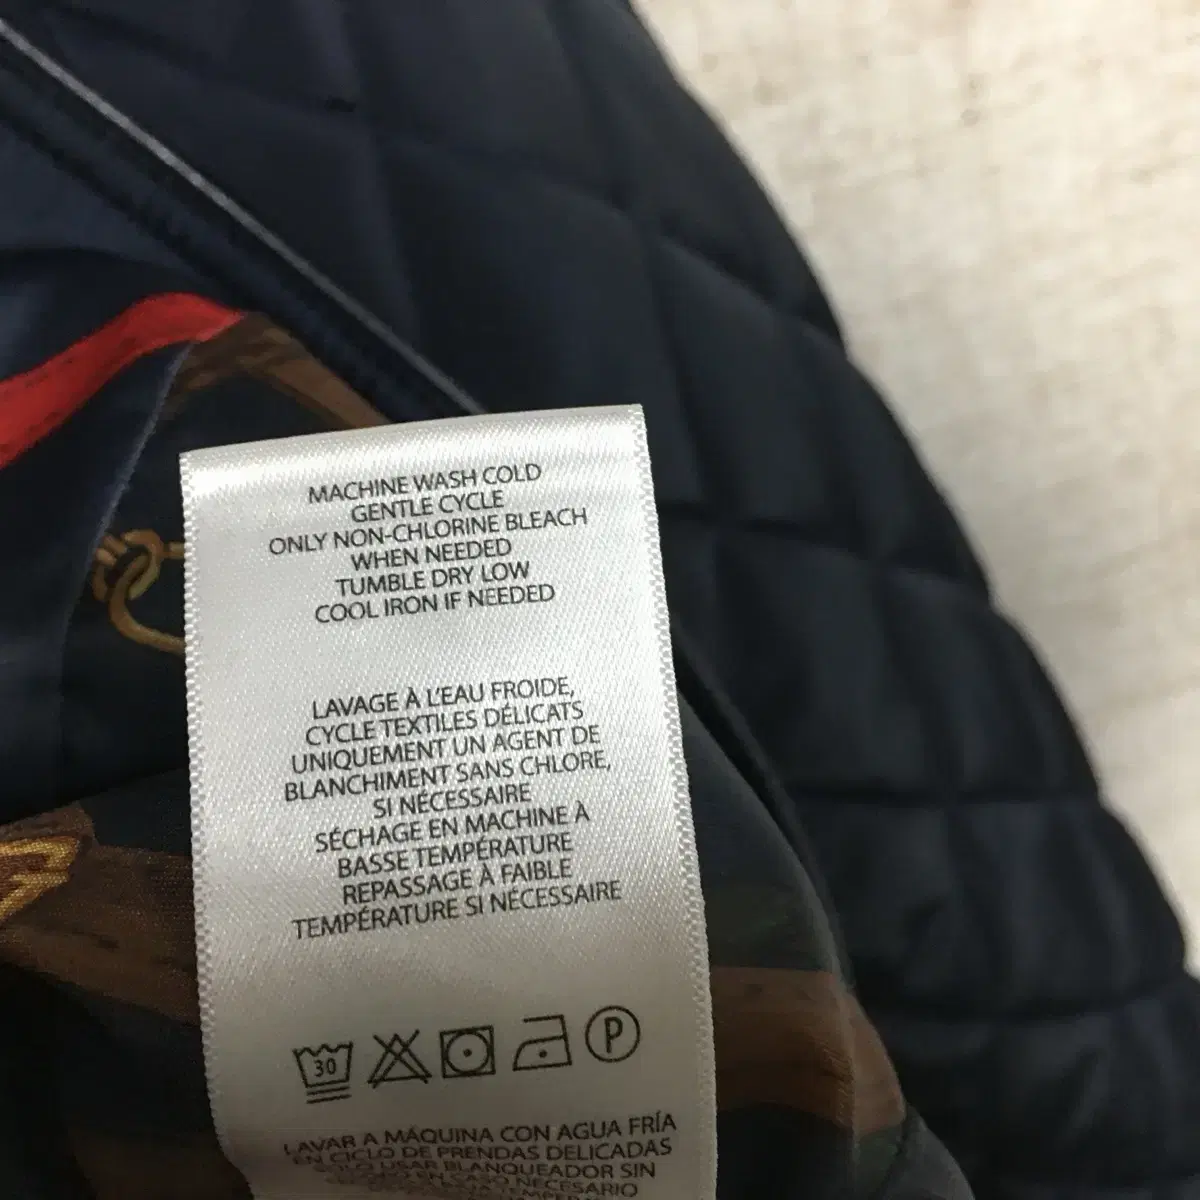 MACHINE WASH COLD
GENTLE CYCLE
ONLY NON-CHLORINE BLEACH
WHEN NEEDED
TUMBLE DRY LOW
COOL IRON IF NEEDED
LAVAGE À L'EAU FROIDE,
CYCLE TEXTILES DÉLICATS
UNIQUEMENT UN AGENT DE
BLANCHIMENT SANS CHLORE,
SI NÉCESSAIRE
SÉCHAGE EN MACHINE À
BASSE TEMPÉRATURE
REPASSAGE À FAIBLE
TEMPÉRATURE SI NÉCESSAIRE
30 P
LAVAR A MÁQUINA CON AGUA FRÍA
EN CICLO DE PRENDAS DELICADAS
SOLO USAR BLANQUEADOR SIN
EN CASO NECESARIO